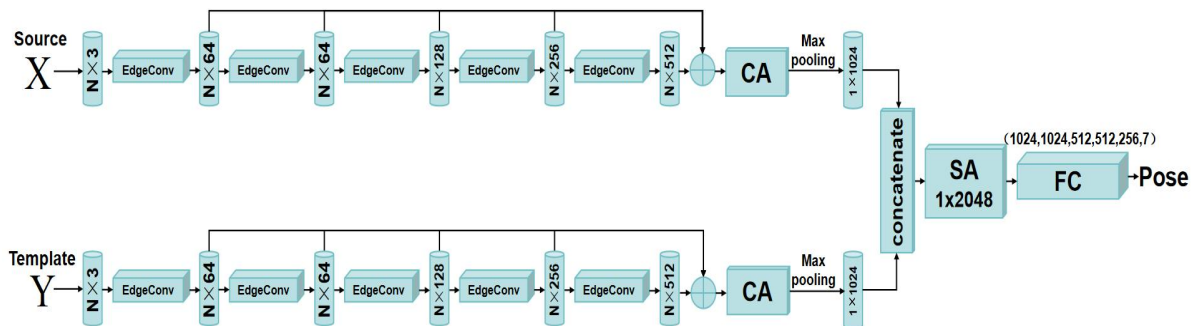 Source
X
N×3
EdgeConv
N×64
EdgeConv
N×64
EdgeConv
N×128
EdgeConv
N×256
EdgeConv
N×512
CA
Max
pooling
1×1024
Template
Y
N×3
EdgeConv
N×64
EdgeConv
N×64
EdgeConv
N×128
EdgeConv
N×256
EdgeConv
N×512
CA
Max
pooling
1×1024
concatenate
SA
1x2048
(1024,1024,512,512,256,7)
FC
Pose